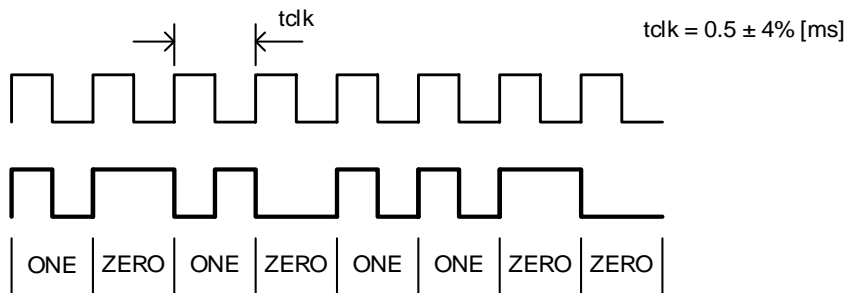 tclk
tclk = 0.5 ± 4% [ms]
ONE ZERO ONE ZERO ONE ONE ZERO ZERO